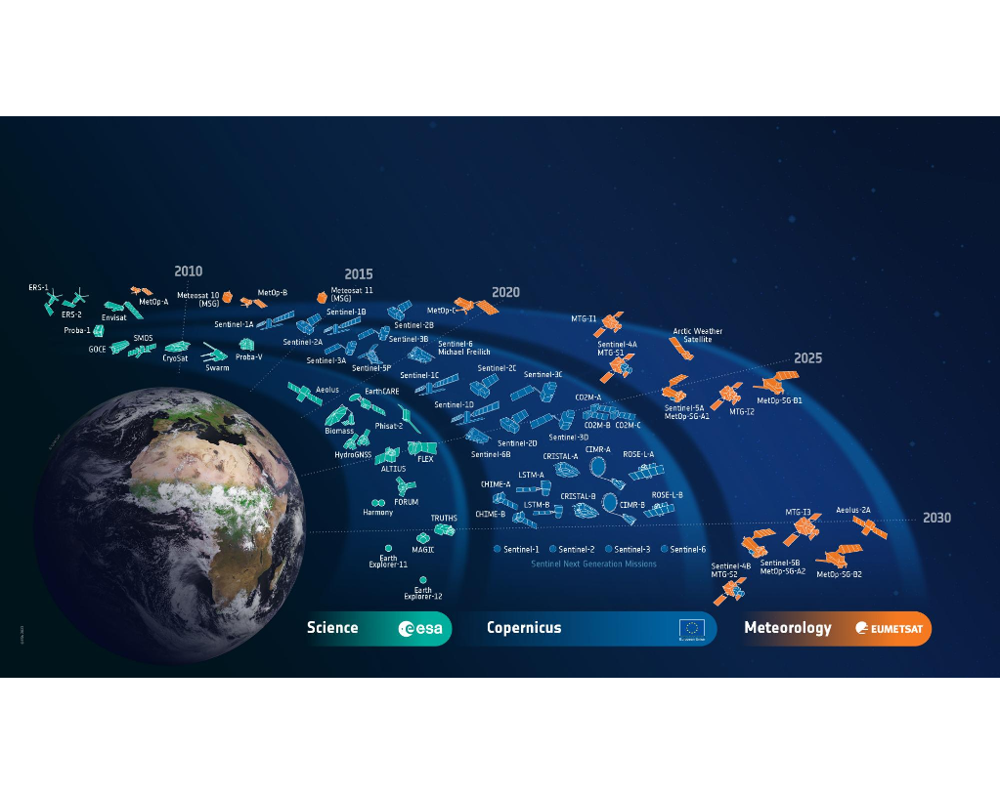 2010
2015
2020
2025
2030
ERS-1
ERS-2
MetOp-A
Envisat
Proba-1
GOCE
SMOS
CryoSat
Swarm
Proba-V
Meteosat 10
(MSG)
MetOp-B
Meteosat 11
(MSG)
MetOp-C
Sentinel-1A
Sentinel-1B
Sentinel-2A
Sentinel-2B
Sentinel-3A
Sentinel-3B
Sentinel-5P
Sentinel-6
Michael Freilich
Sentinel-1C
Sentinel-2C
Sentinel-3C
Sentinel-1D
Sentinel-2D
Sentinel-3D
Sentinel-6B
CO2M-A
CO2M-B
CO2M-C
Aeolus
EarthCARE
Biomass
Phisat-2
HydroGNSS
ALTIUS
FLEX
FORUM
Harmony
TRUTHS
MAGIC
Earth
Explorer-11
Earth
Explorer-12
CRISTAL-A
CIMR-A
ROSE-L-A
LSTM-A
CHIME-A
CRISTAL-B
CIMR-B
ROSE-L-B
LSTM-B
CHIME-B
Sentinel-1
Sentinel-2
Sentinel-3
Sentinel-6
Sentinel Next Generation Missions
MTG-I1
Sentinel-4A
MTG-S1
Arctic Weather
Satellite
Sentinel-5A
MetOp-SG-A1
MTG-I2
MetOp-SG-B1
MTG-I3
Aeolus-2A
Sentinel-5B
MetOp-SG-A2
MetOp-SG-B2
Sentinel-4B
MTG-S2
Science
esa
Copernicus
Meteorology
EUMETSAT